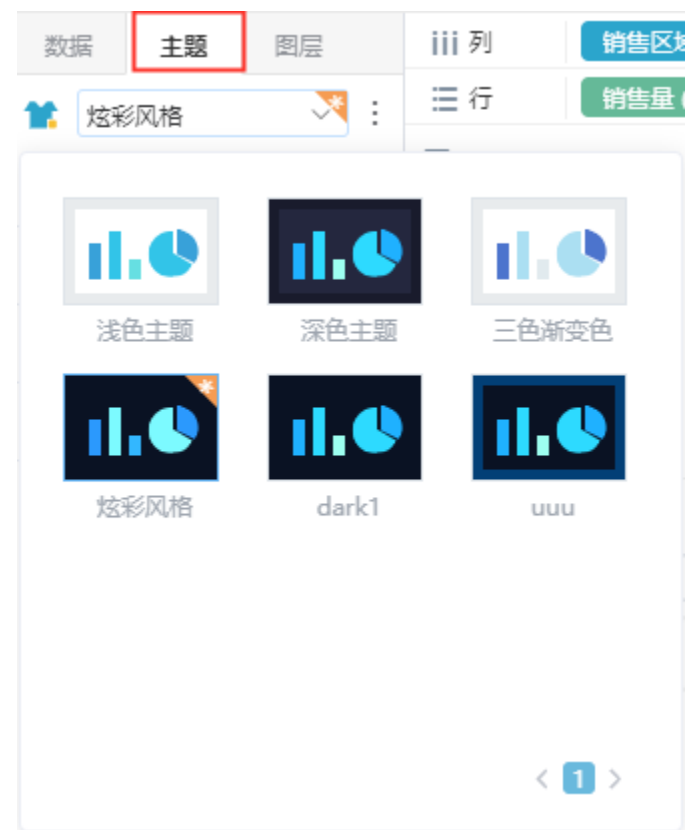 数据 主题 图层
iii 列 销售区
炫彩风格
行 销售量 (
浅色主题 深色主题 三色渐变色
炫彩风格 dark1 uuu
< 1 >